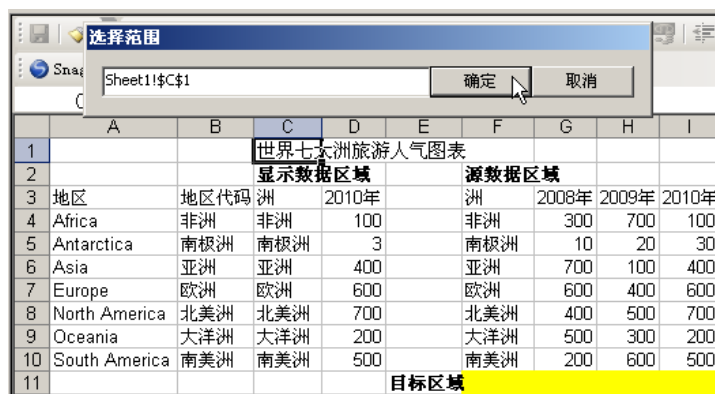 选择范围
Snag
Sheet1!$C$1 确定 取消
A B C D E F G H I
1 世界七大洲旅游人气图表
2 显示数据区域 源数据区域
3 地区 地区代码 洲 2010年 洲 2008年 2009年 2010年
4 Africa 非洲 非洲 100 非洲 300 700 100
5 Antarctica 南极洲 南极洲 3 南极洲 10 20 30
6 Asia 亚洲 亚洲 400 亚洲 700 100 400
7 Europe 欧洲 欧洲 600 欧洲 600 400 600
8 North America 北美洲 北美洲 700 北美洲 400 500 700
9 Oceania 大洋洲 大洋洲 200 大洋洲 500 300 200
10 South America 南美洲 南美洲 500 南美洲 200 600 500
11 目标区域